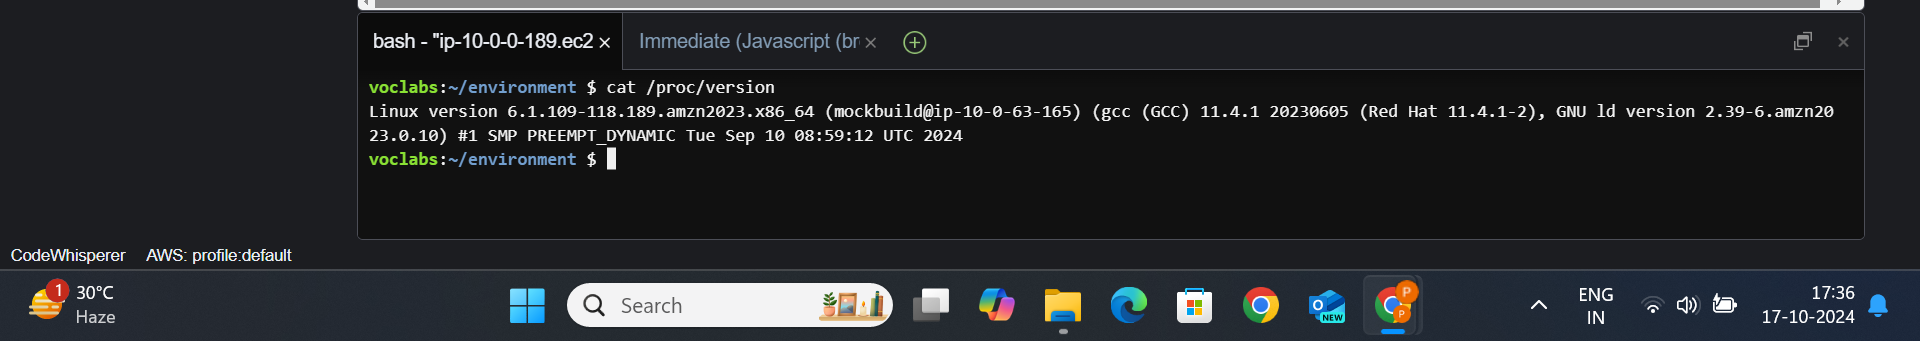 bash - "ip-10-0-0-189.ec2 × Immediate (Javascript (br ×
voclabs:~/environment $ cat /proc/version
Linux version 6.1.109-118.189.amzn2023.x86_64 (mockbuild@ip-10-0-63-165) (gcc (GCC) 11.4.1 20230605 (Red Hat 11.4.1-2), GNU ld version 2.39-6.amzn20
23.0.10) #1 SMP PREEMPT_DYNAMIC Tue Sep 10 08:59:12 UTC 2024
voclabs:~/environment $
CodeWhisperer AWS: profile:default
1
30°C
Haze
Search
O
NEW
P
P
ENG
IN
17:36
17-10-2024